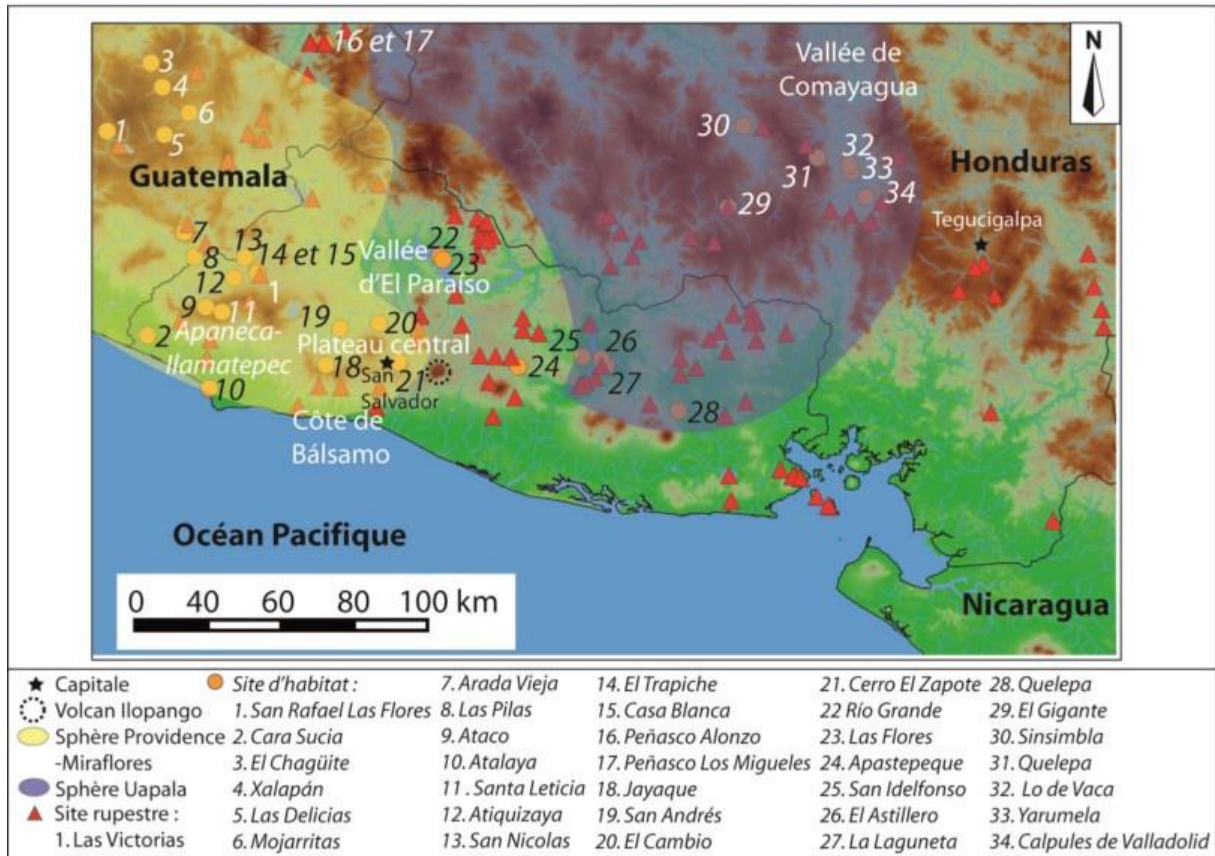 N
3
16 et 17
Vallée de
Comayagua
4
6
30
1
5
32
31
33
Honduras
Guatemala
34
29
Tegucigalpa
7
13
22
8
14 et 15
Vallée
23
d'El Paraíso
12
1
9
11
19
20
25
26
Apaneca-
Ilamatepec
Plateau central
2
18
San
Salvador
21
24
27
10
28
Côte de
Bálsamo
Océan Pacifique
Nicaragua
0 40 60 80 100 km
Capitale
Volcan Ilopango
Sphère Providence
-Miraflores
Sphère Uapala
Site rupestre :
1. Las Victorias
Site d'habitat :
1. San Rafael Las Flores
2. Cara Sucia
3. El Chagüite
4. Xalapán
5. Las Delicias
6. Mojarritas
7. Arada Vieja
8. Las Pilas
9. Ataco
10. Atalaya
11. Santa Leticia
12. Atiquizaya
13. San Nicolas
14. El Trapiche
15. Casa Blanca
16. Peñasco Alonzo
17. Peñasco Los Migueles
18. Jayaque
19. San Andrés
20. El Cambio
21. Cerro El Zapote
22 Río Grande
23. Las Flores
24. Apastepeque
25. San Idelfonso
26. El Astillero
27. La Laguneta
28. Quelepa
29. El Gigante
30. Sinsimbla
31. Quelepa
32. Lo de Vaca
33. Yarumela
34. Calpules de Valladolid